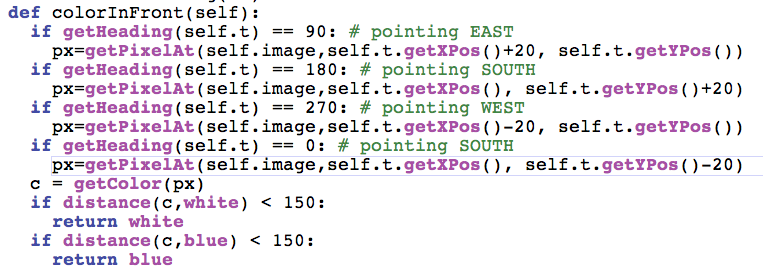 def colorInFront(self):
  if getHeading(self.t) == 90: # pointing EAST
    px=getPixelAt(self.image,self.t.getXPos()+20, self.t.getYPos())
  if getHeading(self.t) == 180: # pointing SOUTH
    px=getPixelAt(self.image,self.t.getXPos(), self.t.getYPos()+20)
  if getHeading(self.t) == 270: # pointing WEST
    px=getPixelAt(self.image,self.t.getXPos()-20, self.t.getYPos())
  if getHeading(self.t) == 0: # pointing SOUTH
    px=getPixelAt(self.image,self.t.getXPos(), self.t.getYPos()-20)
  c = getColor(px)
  if distance(c,white) < 150:
    return white
  if distance(c,blue) < 150:
    return blue